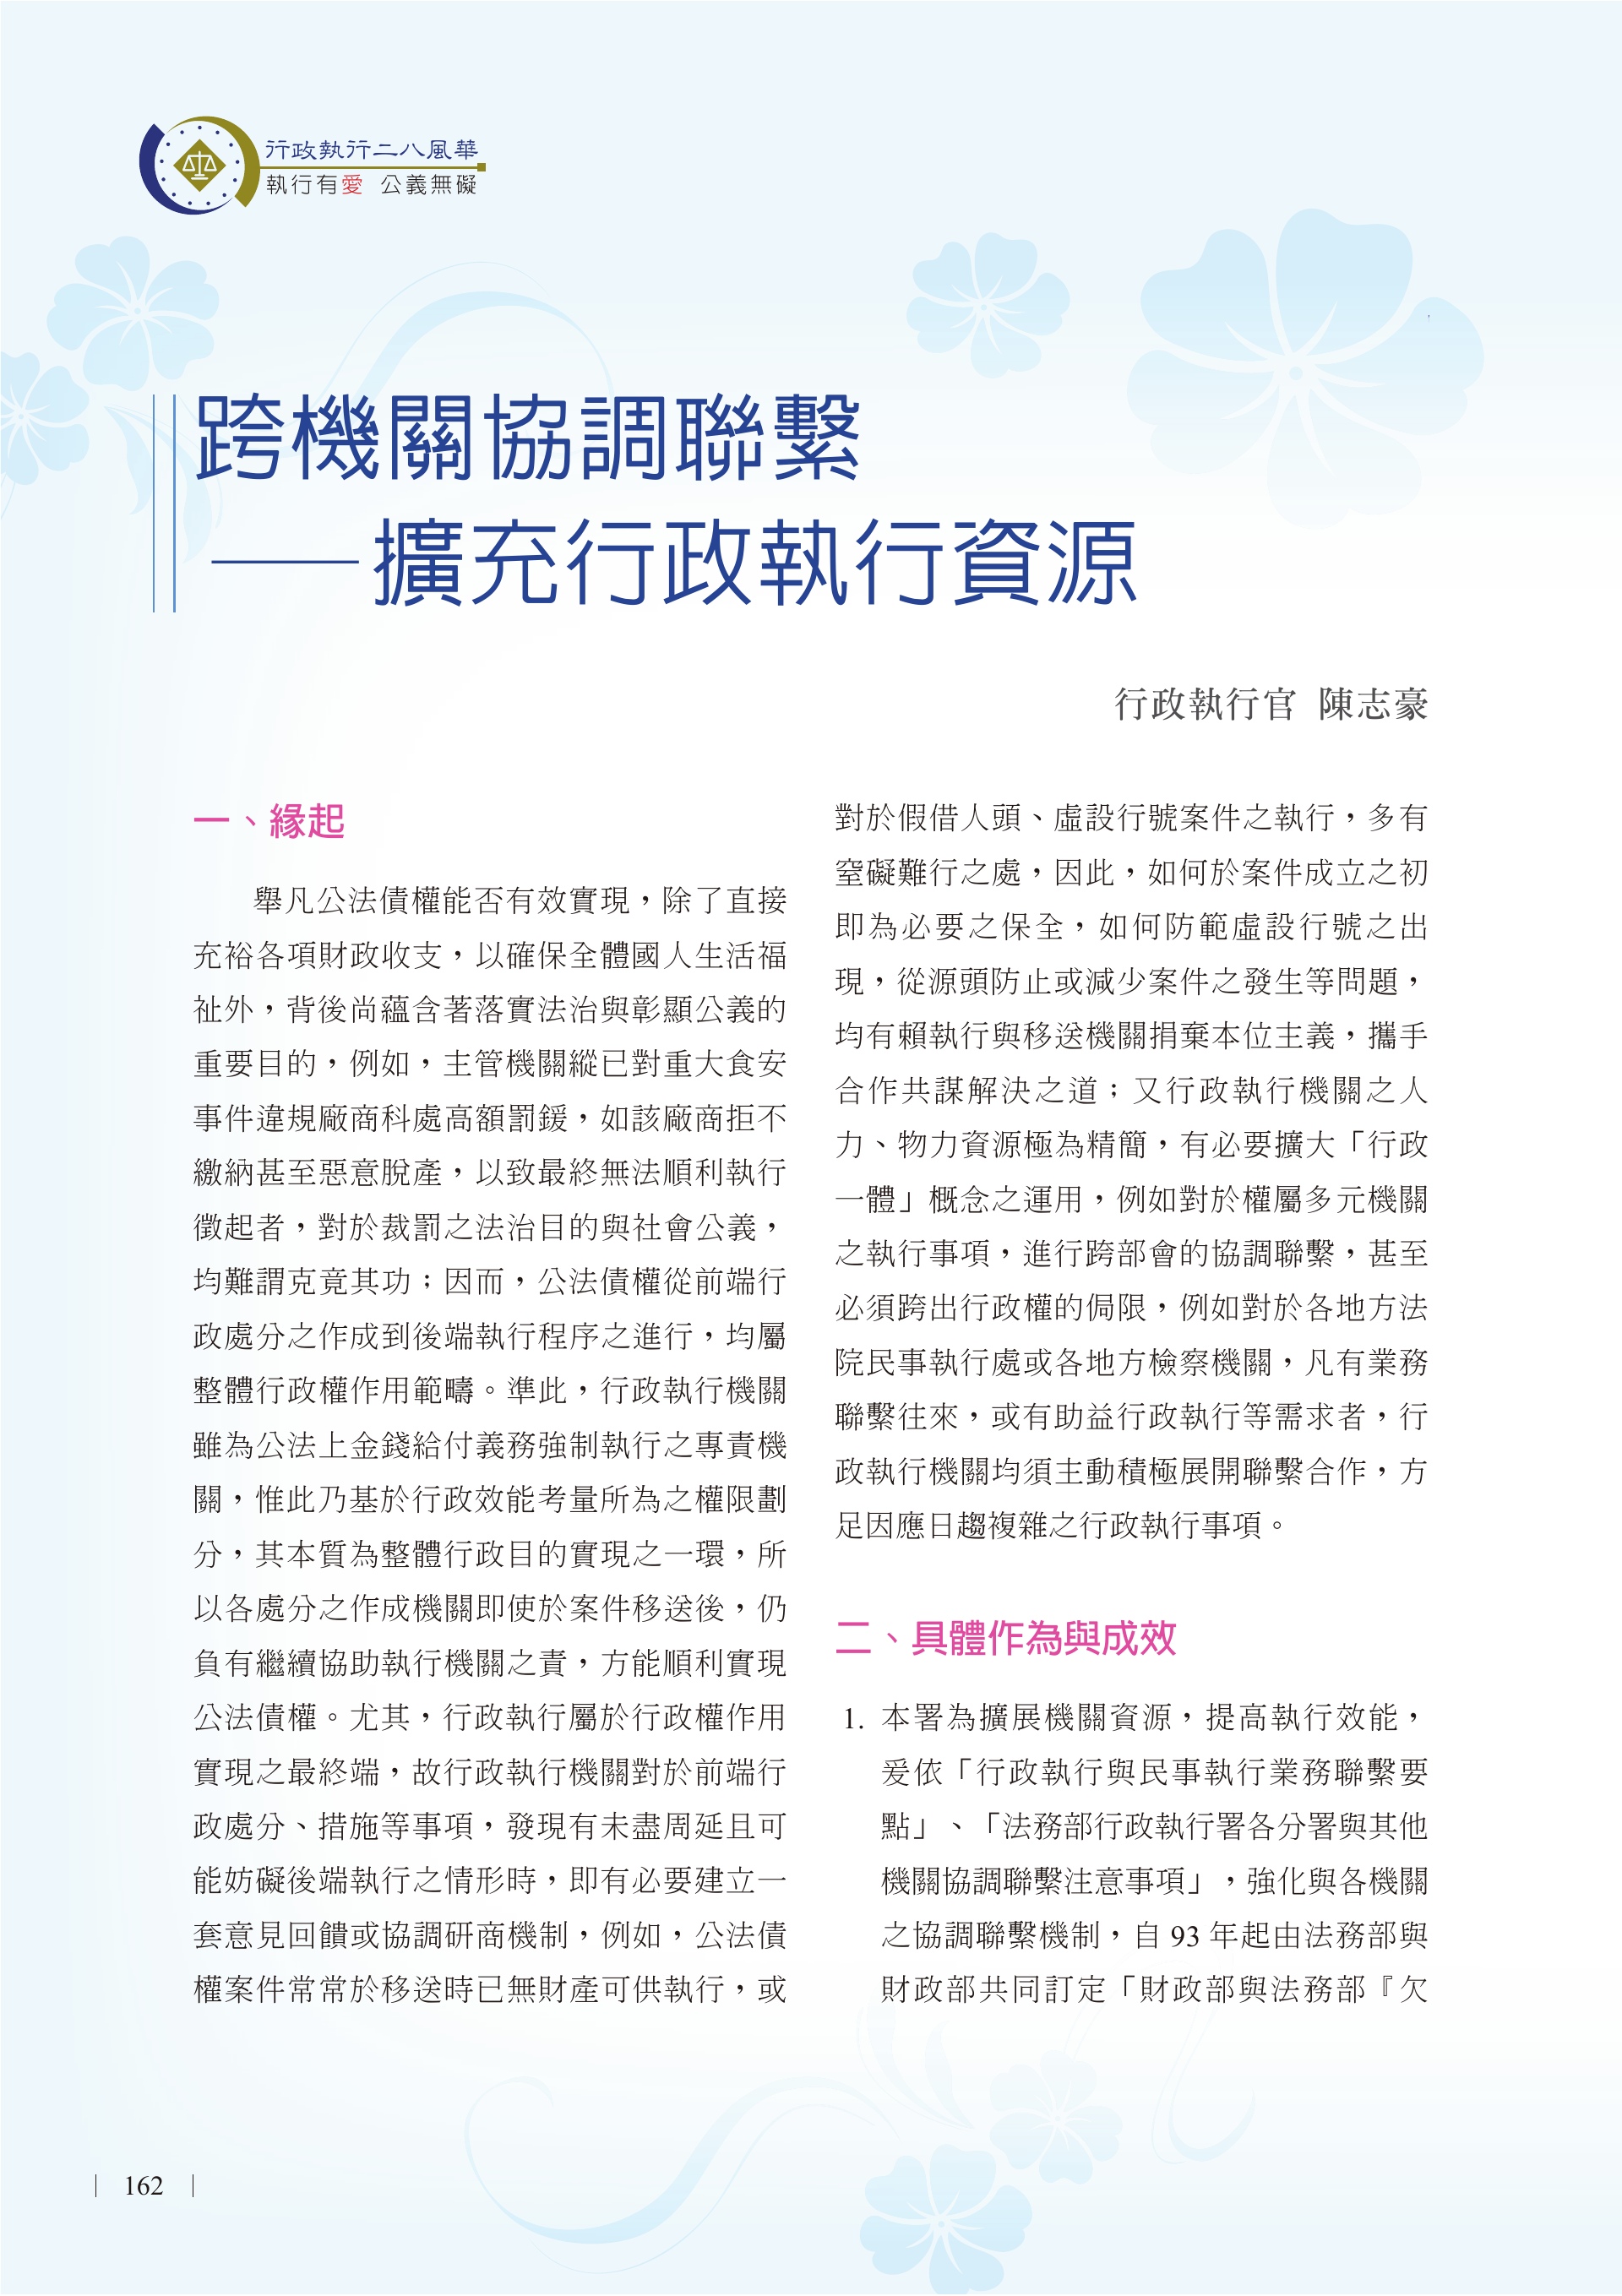 行政執行二八風華
執行有愛 公義無礙
跨機關協調聯繫
——擴充行政執行資源
行政執行官 陳志豪
一、緣起
舉凡公法債權能否有效實現，除了直接
充裕各項財政收支，以確保全體國人生活福
祉外，背後尚蘊含著落實法治與彰顯公義的
重要目的，例如，主管機關縱已對重大食安
事件違規廠商科處高額罰鍰，如該廠商拒不
繳納甚至惡意脫產，以致最終無法順利執行
徵起者，對於裁罰之法治目的與社會公義，
均難謂克竟其功；因而，公法債權從前端行
政處分之作成到後端執行程序之進行，均屬
整體行政權作用範疇。準此，行政執行機關
雖為公法上金錢給付義務強制執行之專責機
關，惟此乃基於行政效能考量所為之權限劃
分，其本質為整體行政目的實現之一環，所
以各處分之作成機關即使於案件移送後，仍
負有繼續協助執行機關之責，方能順利實現
公法債權。尤其，行政執行屬於行政權作用
實現之最終端，故行政執行機關對於前端行
政處分、措施等事項，發現有未盡周延且可
能妨礙後端執行之情形時，即有必要建立一
套意見回饋或協調研商機制，例如，公法債
權案件常常於移送時已無財產可供執行，或
對於假借人頭、虛設行號案件之執行，多有
窒礙難行之處，因此，如何於案件成立之初
即為必要之保全，如何防範虛設行號之出
現，從源頭防止或減少案件之發生等問題，
均有賴執行與移送機關捐棄本位主義，攜手
合作共謀解決之道；又行政執行機關之人
力、物力資源極為精簡，有必要擴大「行政
一體」概念之運用，例如對於權屬多元機關
之執行事項，進行跨部會的協調聯繫，甚至
必須跨出行政權的侷限，例如對於各地方法
院民事執行處或各地方檢察機關，凡有業務
聯繫往來，或有助益行政執行等需求者，行
政執行機關均須主動積極展開聯繫合作，方
足因應日趨複雜之行政執行事項。
二、具體作為與成效
1. 本署為擴展機關資源，提高執行效能，
爰依「行政執行與民事執行業務聯繫要
點」、「法務部行政執行署各分署與其他
機關協調聯繫注意事項」，強化與各機關
之協調聯繫機制，自 93 年起由法務部與
財政部共同訂定「財政部與法務部『欠
162